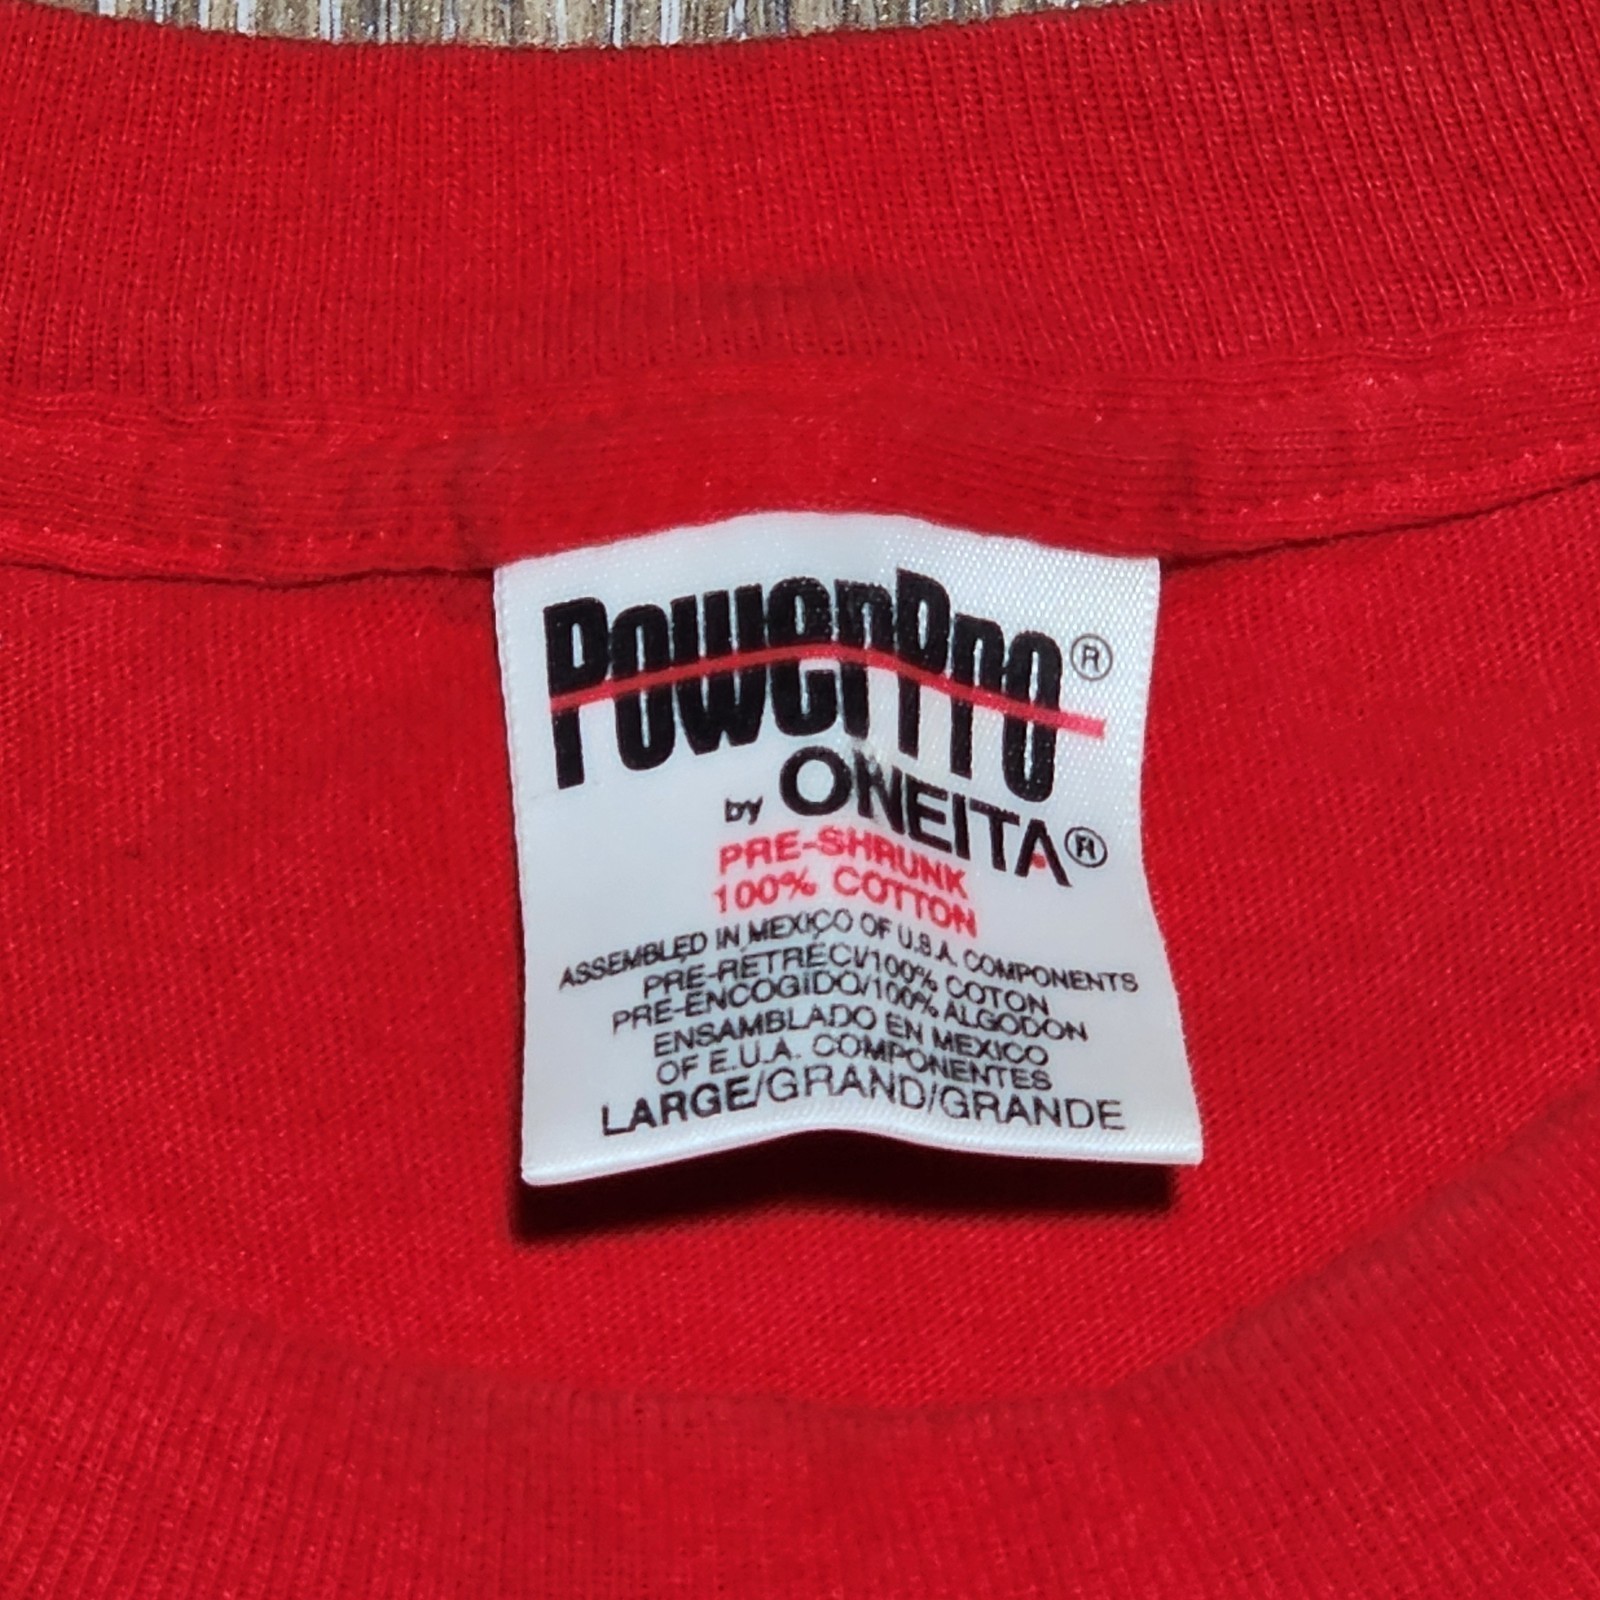 PowerPro®
by ONEITA®
PRE-SHRUNK
100% COTTON
ASSEMBLED IN MEXICO OF U.S.A. COMPONENTS
PRE-RETRECI/100% COTON
PRE-ENCOGIDO/100% ALGODON
ENSAMBLADO EN MEXICO
OF E.U.A. COMPONENTES
LARGE/GRAND/GRANDE